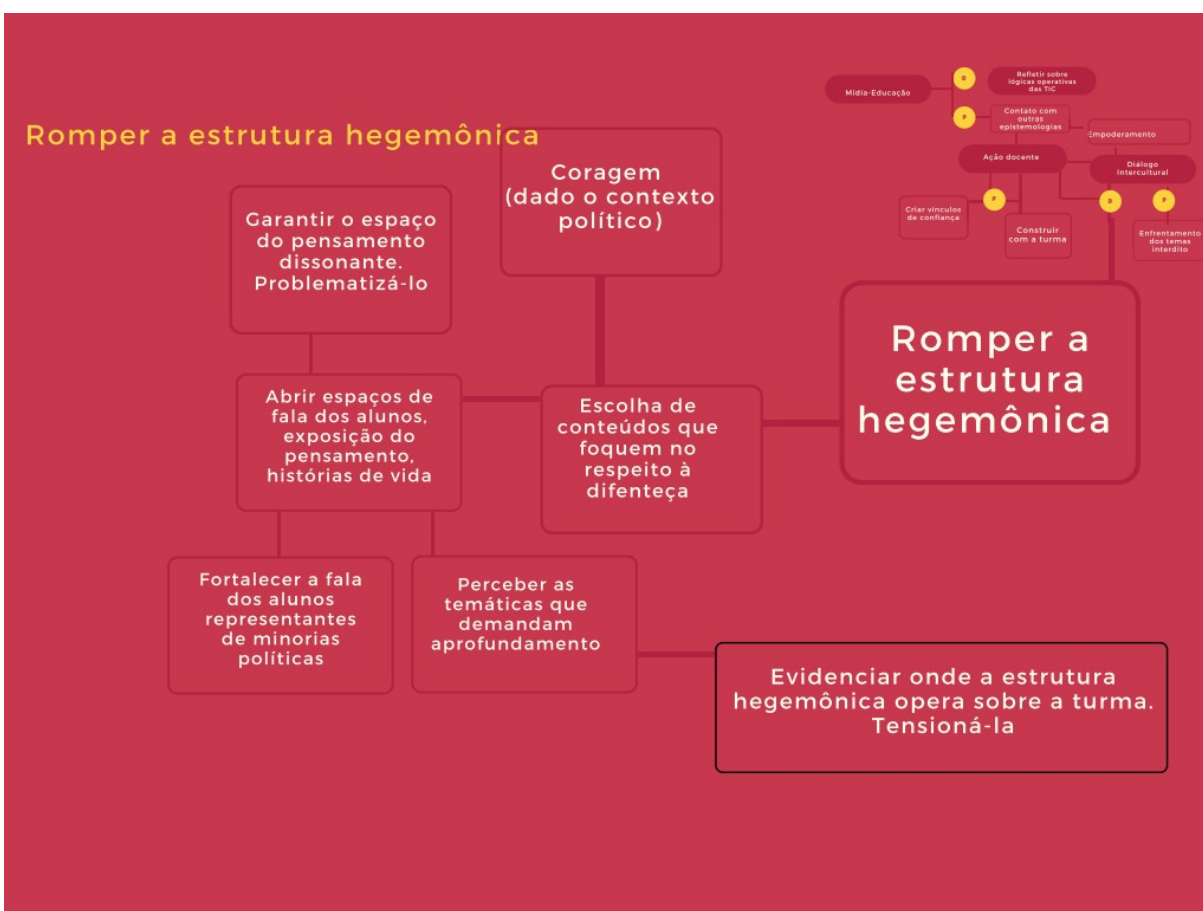 Romper a estrutura hegemônica
Mídia-Educação
D
Refletir sobre
lógicas operativas
das TIC
P
Contato com
outras
epistemologias
Empoderamento
Ação docente
Diálogo
Intercultural
P
D
P
Criar vínculos
de confiança
Construir
com a turma
Enfrentamento
dos temas
interdito
Coragem
(dado o contexto
político)
Garantir o espaço
do pensamento
dissonante.
Problematizá-lo
Romper a
estrutura
hegemônica
Abrir espaços de
fala dos alunos,
exposição do
pensamento,
histórias de vida
Escolha de
conteúdos que
foquem no
respeito à
difenteça
Fortalecer a fala
dos alunos
representantes
de minorias
políticas
Perceber as
temáticas que
demandam
aprofundamento
Evidenciar onde a estrutura
hegemônica opera sobre a turma.
Tensioná-la